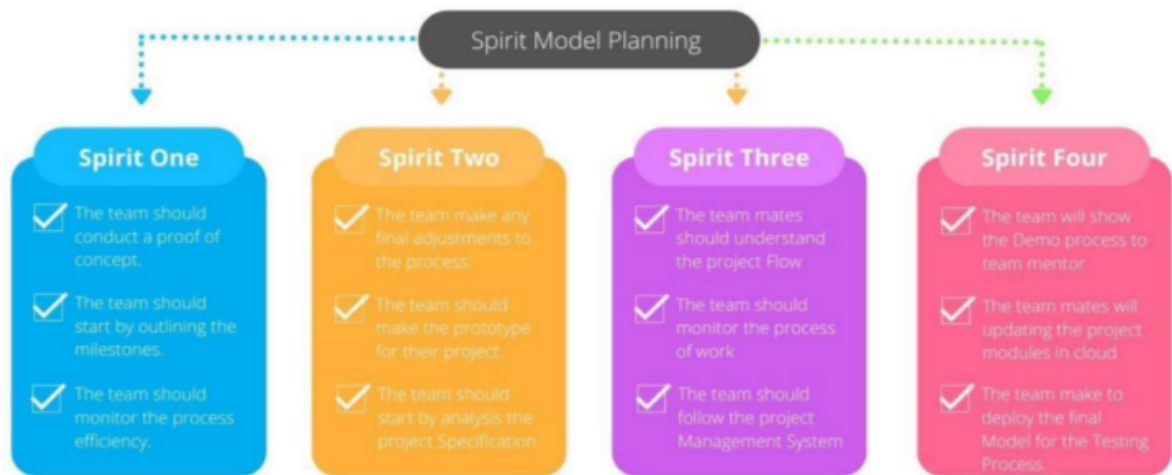 Spirit Model Planning
Spirit One
The team should
conduct a proof of
concept.
The team should
start by outlining the
milestones.
The team should
monitor the process
efficiency.
Spirit Two
The team make any
final adjustments to
the process.
The team should
make the prototype
for their project
The team should
start by analysis the
project Specification
Spirit Three
The team mates
should understand
the project Flow
The team should
monitor the process
of work
The team should
follow the project
Management System
Spirit Four
The team will show
the Demo process to
team mentor
The team mates will
updating the project
modules in cloud
The team make to
deploy the final
Model for the Testing
Process.